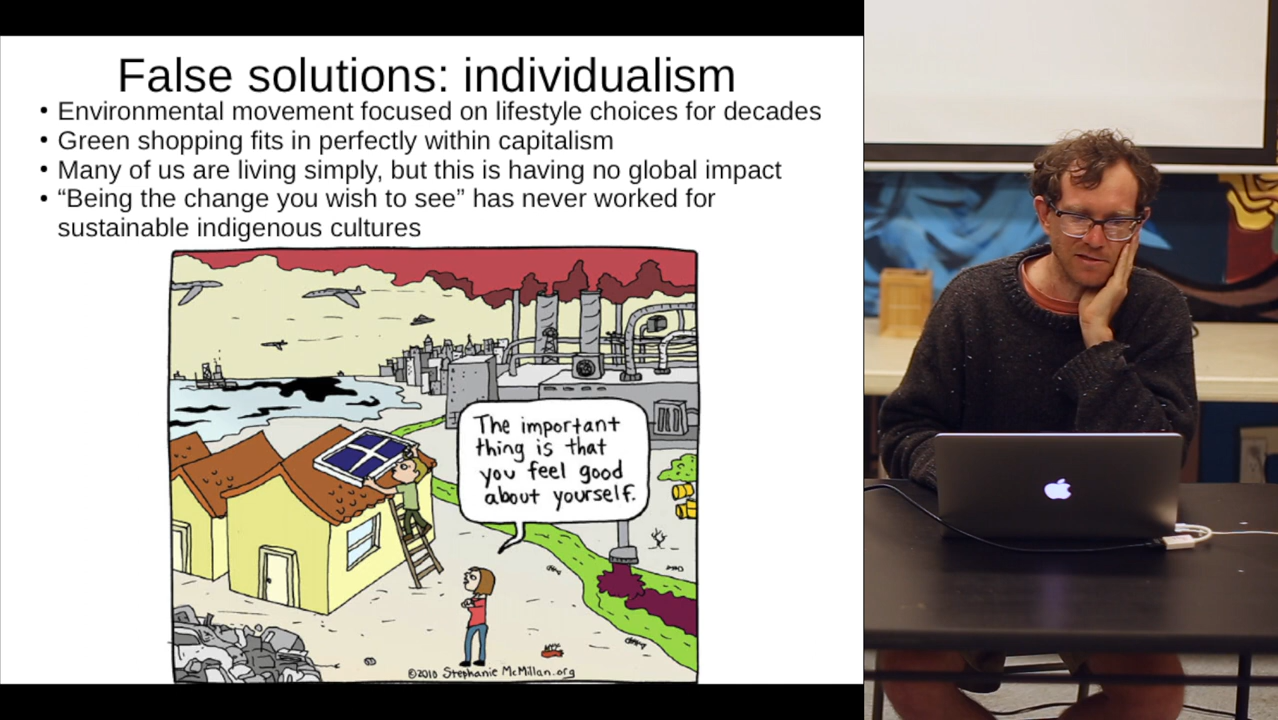 False solutions: individualism
• Environmental movement focused on lifestyle choices for decades
• Green shopping fits in perfectly within capitalism
• Many of us are living simply, but this is having no global impact
• “Being the change you wish to see” has never worked for
sustainable indigenous cultures
The important
thing is that
you feel good
about yourself.
©2010 Stephanie McMillan.org